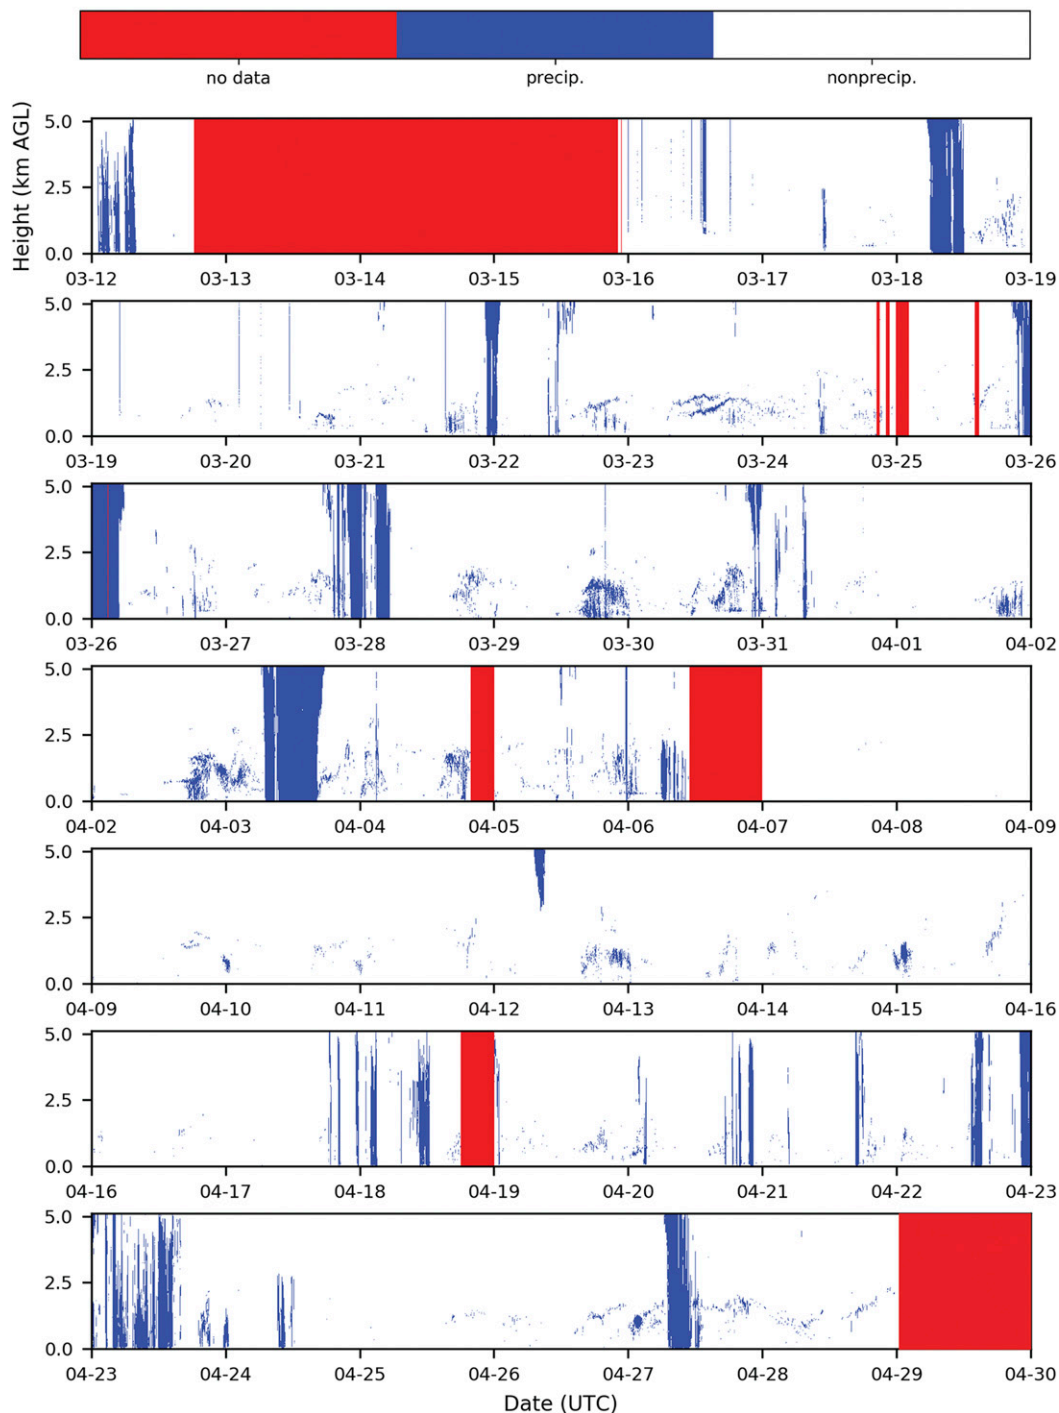 no data precip. nonprecip.
Height (km AGL)
5.0
2.5
0.0
03-12 03-13 03-14 03-15 03-16 03-17 03-18 03-19
5.0
2.5
0.0
03-19 03-20 03-21 03-22 03-23 03-24 03-25 03-26
5.0
2.5
0.0
03-26 03-27 03-28 03-29 03-30 03-31 04-01 04-02
5.0
2.5
0.0
04-02 04-03 04-04 04-05 04-06 04-07 04-08 04-09
5.0
2.5
0.0
04-09 04-10 04-11 04-12 04-13 04-14 04-15 04-16
5.0
2.5
0.0
04-16 04-17 04-18 04-19 04-20 04-21 04-22 04-23
5.0
2.5
0.0
04-23 04-24 04-25 04-26 04-27 04-28 04-29 04-30
Date (UTC)